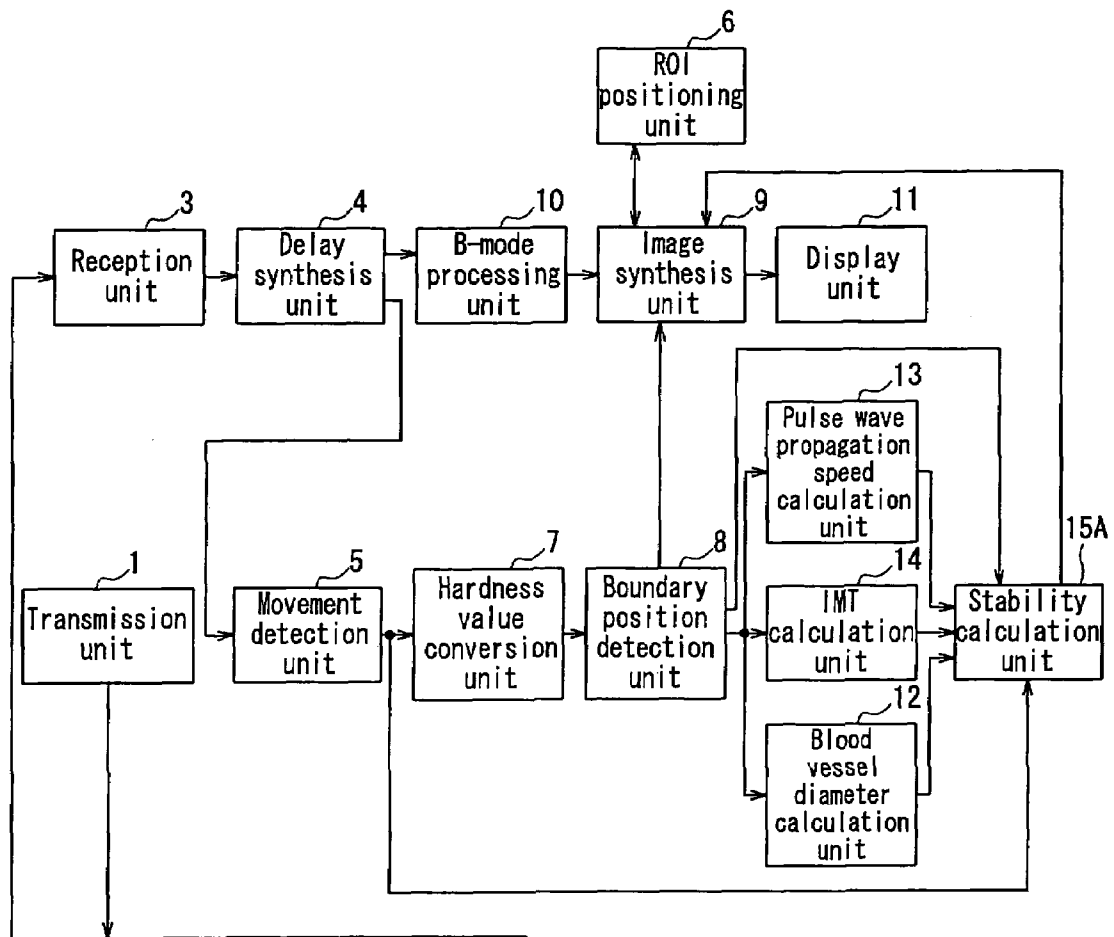 6
ROI
positioning
unit
3
Reception
unit
4
Delay
synthesis
unit
10
B-mode
processing
unit
9
Image
synthesis
unit
11
Display
unit
13
Pulse wave
propagation
speed
calculation
unit
1
Transmission
unit
5
Movement
detection
unit
7
Hardness
value
conversion
unit
8
Boundary
position
detection
unit
14
IMT
calculation
unit
15A
Stability
calculation
unit
12
Blood
vessel
diameter
calculation
unit